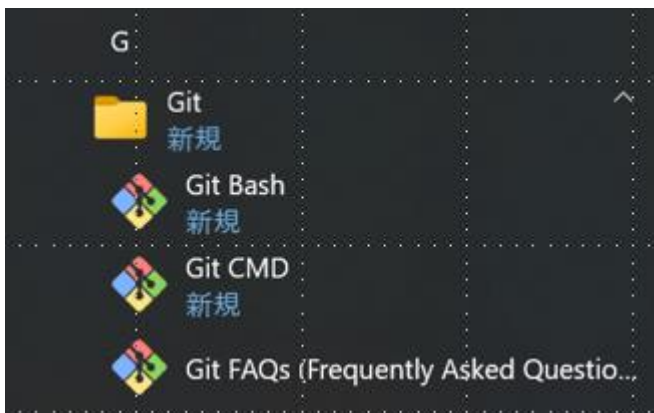 G
Git
新規
Git Bash
新規
Git CMD
新規
Git FAQs (Frequently Asked Questio...